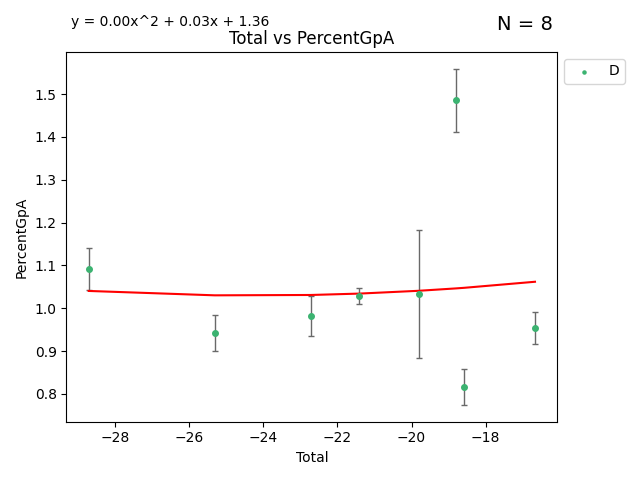 y = 0.00x^2 + 0.03x + 1.36
N = 8
Total vs PercentGpA
D
PercentGpA
1.5
1.4
1.3
1.2
1.1
1.0
0.9
0.8
−28
−26
−24
−22
−20
−18
Total